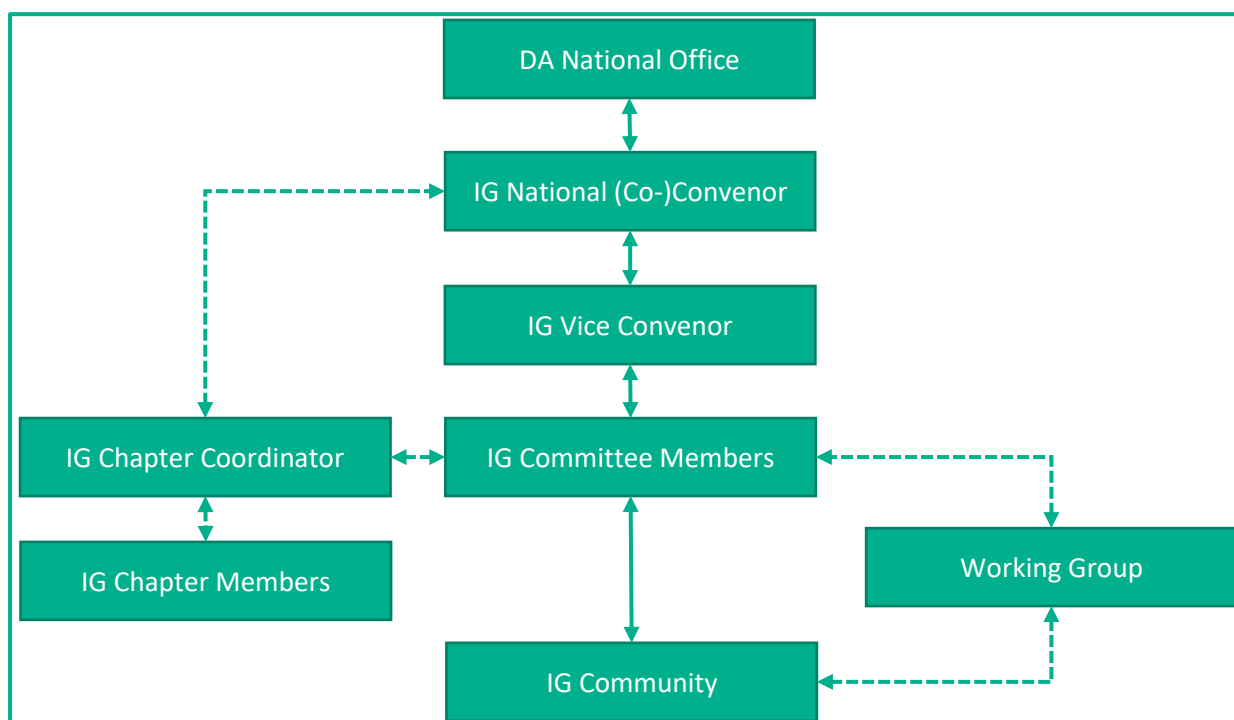 DA National Office
IG National (Co-)Convenor
IG Vice Convenor
IG Chapter Coordinator
IG Committee Members
IG Chapter Members
Working Group
IG Community